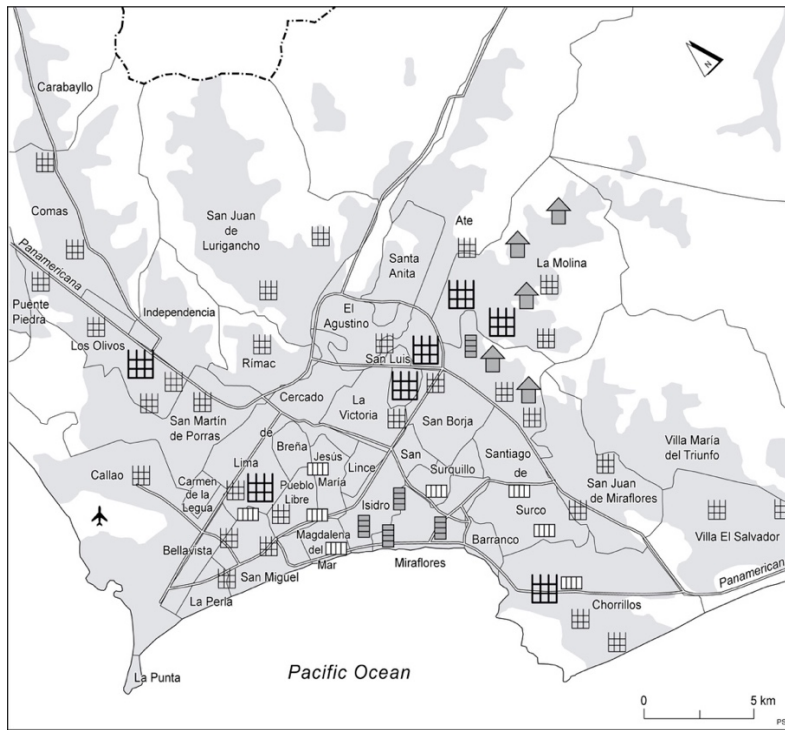 Carabayllo
Comas
San Juan
de
Lurigancho
Ate
Santa
Anita
La Molina
Panamericana
Puente
Piedra
Independencia
El
Agustino
Los Olivos
Rímac
San Luis
Cercado
San Martín
de Porras
La
Victoria
San Borja
de
Breña
Villa María
del Triunfo
Callao
Lima
Jesús
María
Lince
San
Surquillo
Santiago
de
San Juan
de Miraflores
Carmen
de la
Legua
Pueblo
Libre
Isidro
Surco
Villa El Salvador
Bellavista
Magdalena
del
Mar
Barranco
San Miguel
Miraflores
Panamerican
La Perla
Chorrillos
La Punta
Pacific Ocean
N
0 5 km
PS